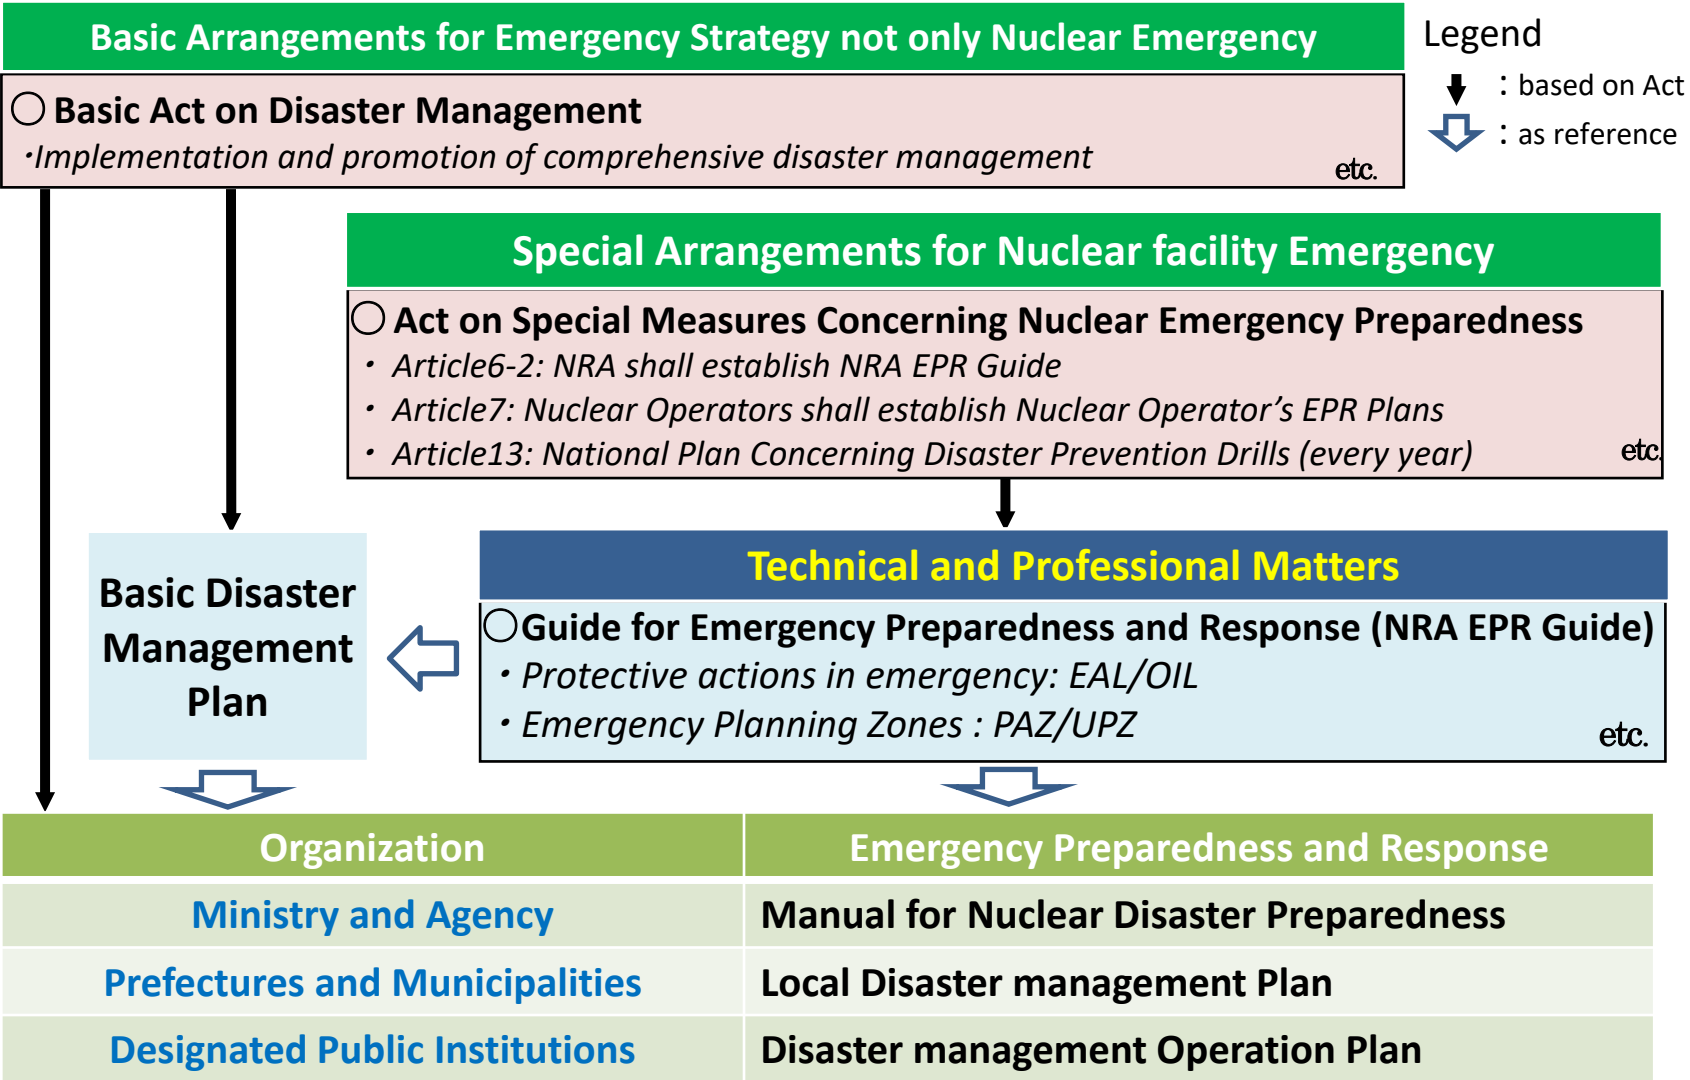 Basic Arrangements for Emergency Strategy not only Nuclear Emergency
Legend
: based on Act
: as reference
○ Basic Act on Disaster Management
・Implementation and promotion of comprehensive disaster management
etc.
Special Arrangements for Nuclear facility Emergency
○ Act on Special Measures Concerning Nuclear Emergency Preparedness
・ Article6-2: NRA shall establish NRA EPR Guide
・ Article7: Nuclear Operators shall establish Nuclear Operator’s EPR Plans
・ Article13: National Plan Concerning Disaster Prevention Drills (every year)
etc.
Basic Disaster
Management
Plan
Technical and Professional Matters
○Guide for Emergency Preparedness and Response (NRA EPR Guide)
・Protective actions in emergency: EAL/OIL
・Emergency Planning Zones : PAZ/UPZ
etc.
Organization
Emergency Preparedness and Response
Ministry and Agency
Manual for Nuclear Disaster Preparedness
Prefectures and Municipalities
Local Disaster management Plan
Designated Public Institutions
Disaster management Operation Plan